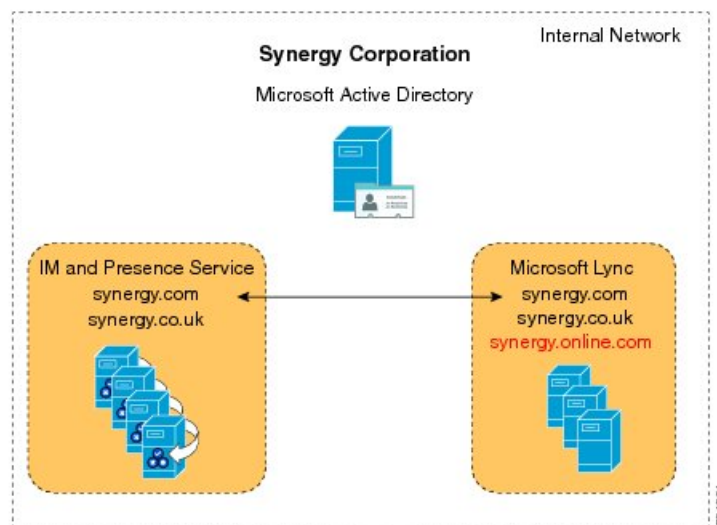 Internal Network
Synergy Corporation
Microsoft Active Directory
IM and Presence Service
synergy.com
synergy.co.uk
Microsoft Lync
synergy.com
synergy.co.uk
synergy.online.com